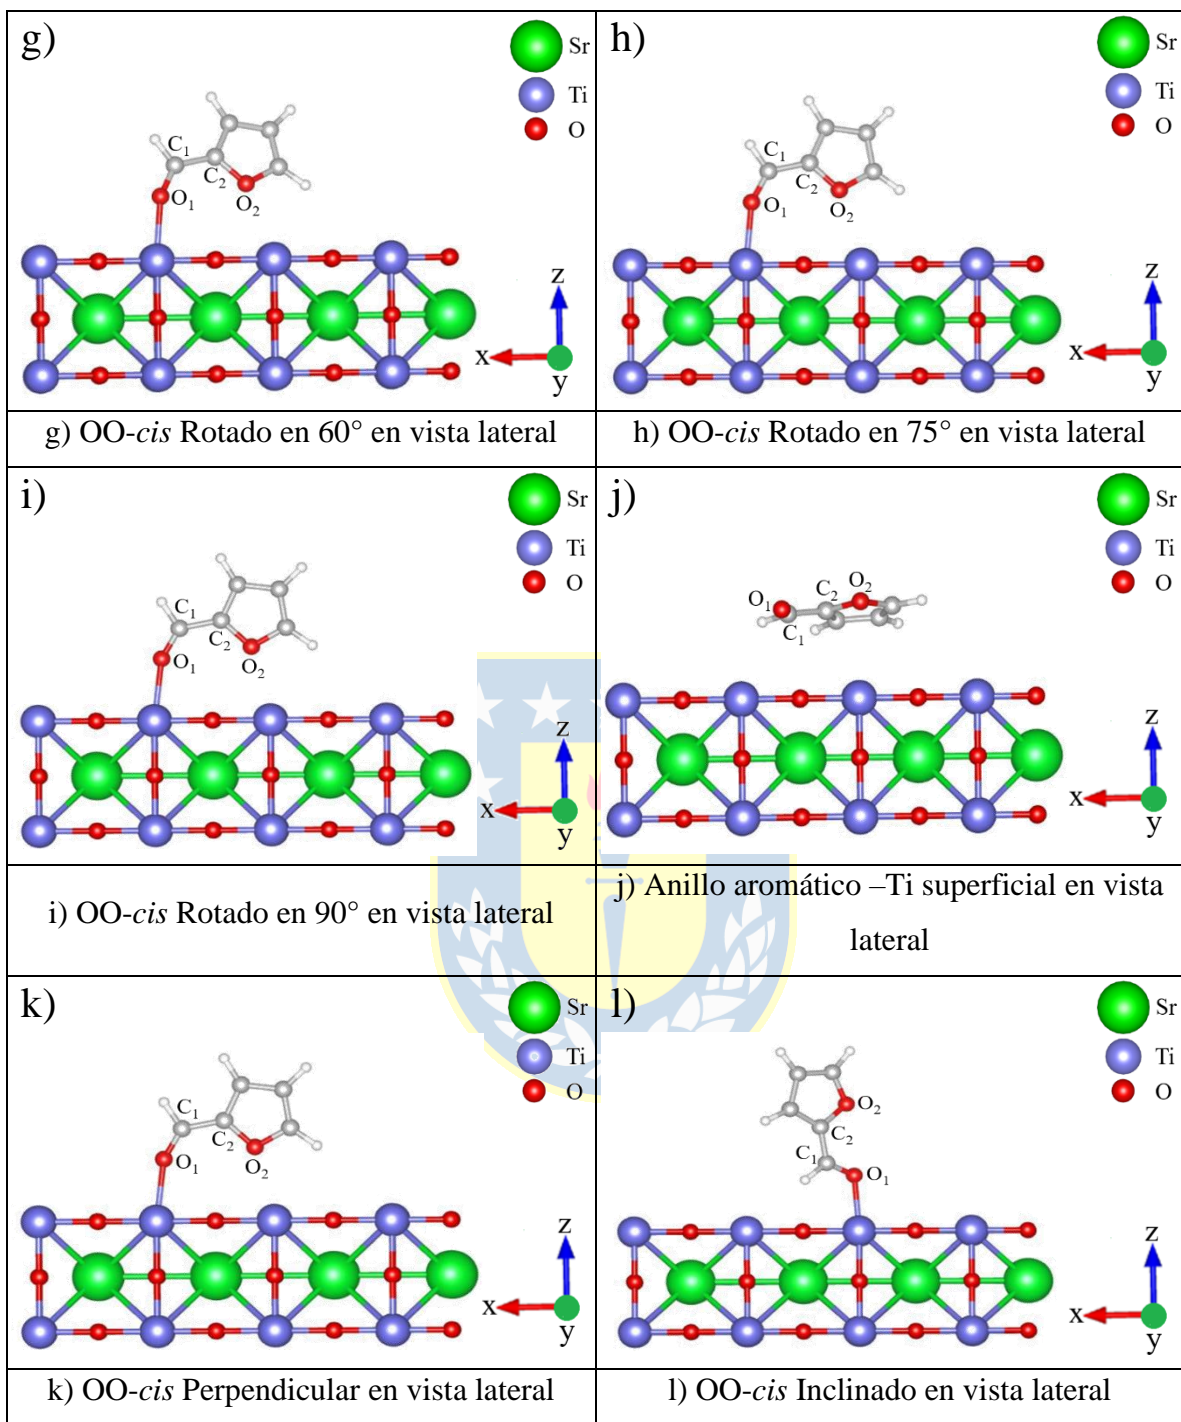 g)
Sr
Ti
O
C1
C2
O1
O2
z
x
y
h)
Sr
Ti
O
C1
C2
O1
O2
z
x
y
g) OO-cis Rotado en 60° en vista lateral
h) OO-cis Rotado en 75° en vista lateral
i)
Sr
Ti
O
C1
C2
O1
O2
z
x
y
j)
Sr
Ti
O
O2
C2
O1
C1
z
x
y
i) OO-cis Rotado en 90° en vista lateral
j) Anillo aromático –Ti superficial en vista
lateral
k)
Sr
Ti
O
C1
C2
O1
O2
z
x
y
l)
Sr
Ti
O
O2
C2
C1
O1
z
x
y
k) OO-cis Perpendicular en vista lateral
l) OO-cis Inclinado en vista lateral